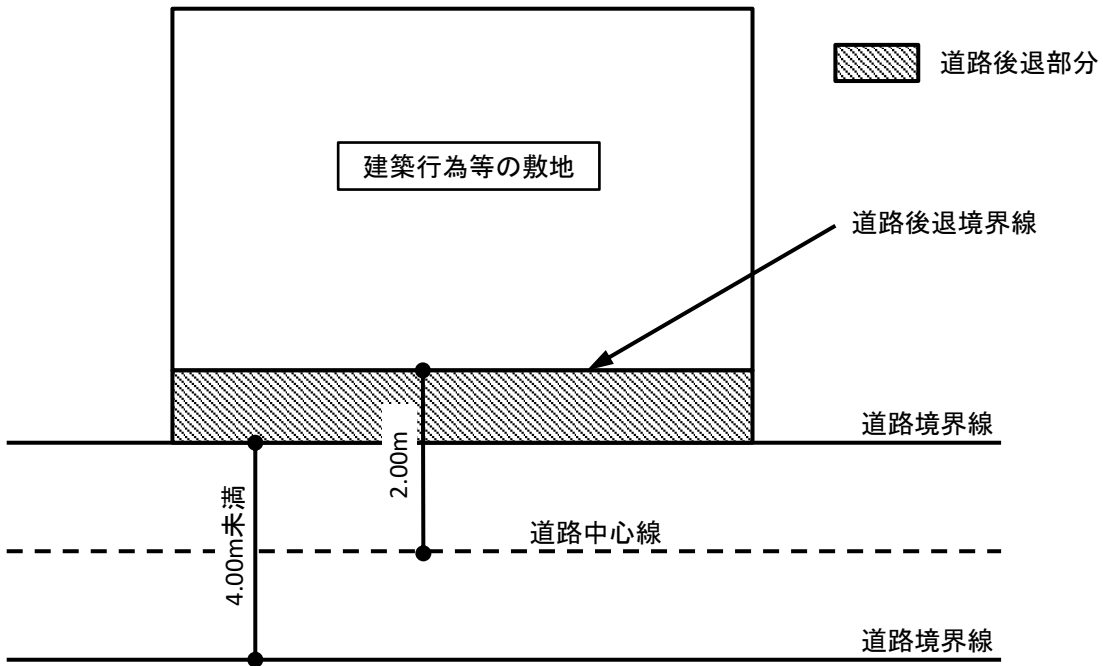 道路後退部分
建築行為等の敷地
道路後退境界線
2.00m
道路境界線
4.00m未満
道路中心線
道路境界線